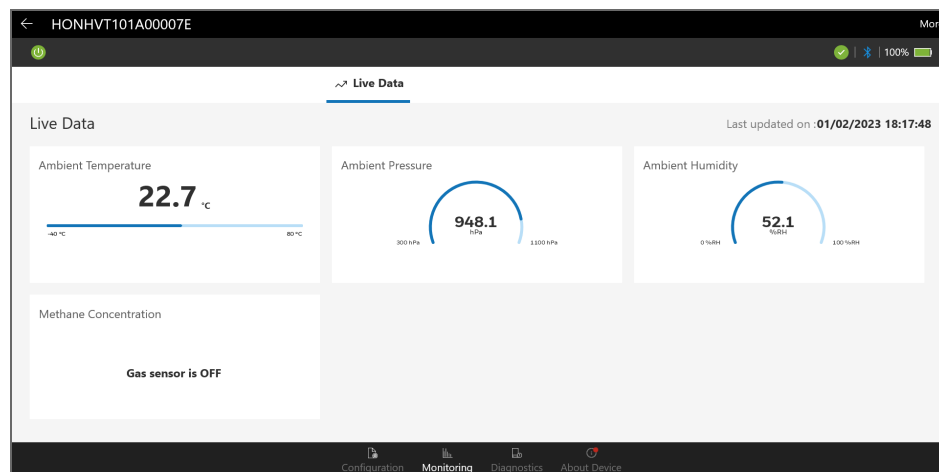 HONHVT101A00007E
100%
Live Data
Live Data
Last updated on :01/02/2023 18:17:48
Ambient Temperature
22.7 °C
-40 °C 80 °C
Ambient Pressure
948.1
hPa
300 hPa 1100 hPa
Ambient Humidity
52.1
%RH
0 %RH 100 %RH
Methane Concentration
Gas sensor is OFF
Configuration Monitoring Diagnostics About Device